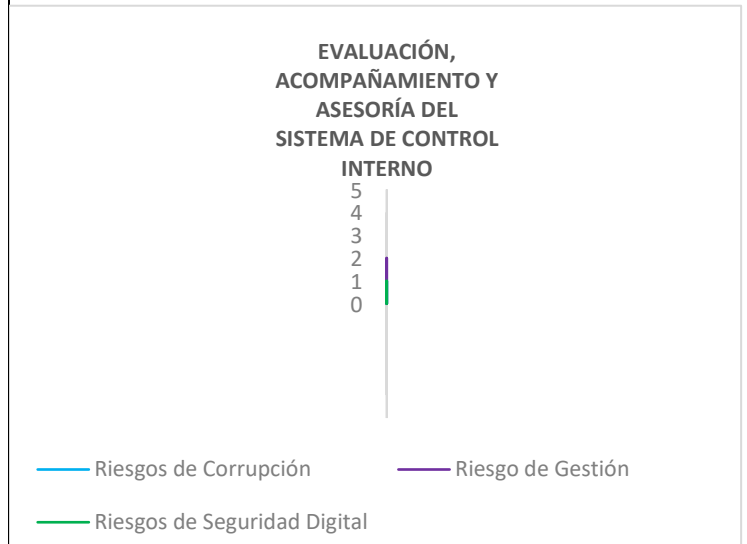 EVALUACIÓN,
ACOMPAÑAMIENTO Y
ASESORÍA DEL
SISTEMA DE CONTROL
INTERNO
5
4
3
2
1
0
Riesgos de Corrupción
Riesgo de Gestión
Riesgos de Seguridad Digital